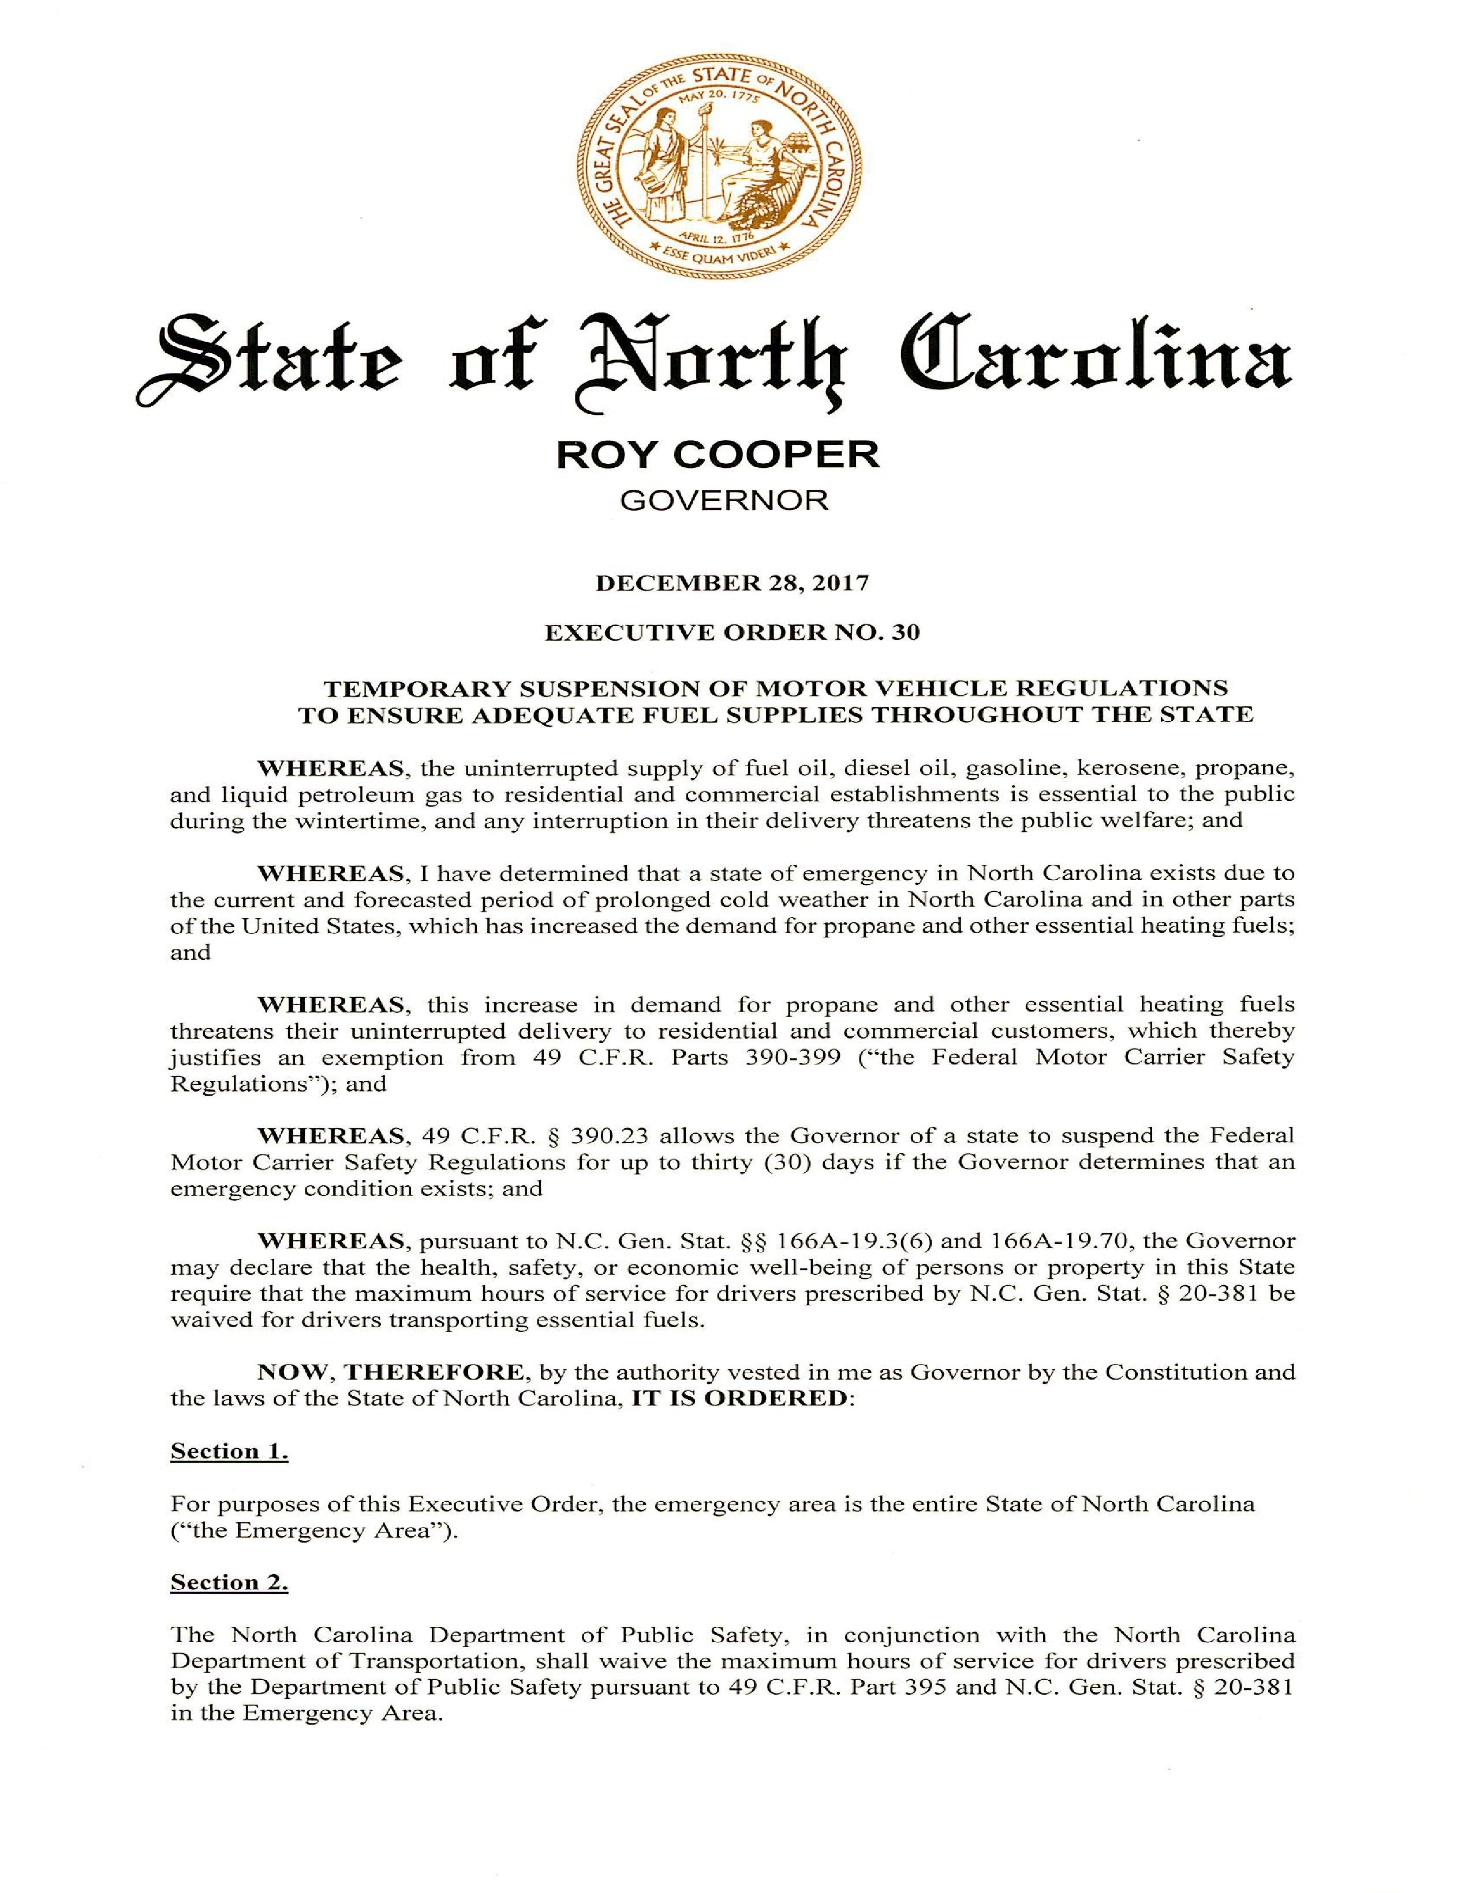 THE GREAT SEAL OF THE STATE OF NORTH CAROLINA
MAY 20, 1775
APRIL 12, 1776
★ ESSE QUAM VIDERI ★
State of North Carolina
ROY COOPER
GOVERNOR
DECEMBER 28, 2017
EXECUTIVE ORDER NO. 30
TEMPORARY SUSPENSION OF MOTOR VEHICLE REGULATIONS
TO ENSURE ADEQUATE FUEL SUPPLIES THROUGHOUT THE STATE
WHEREAS, the uninterrupted supply of fuel oil, diesel oil, gasoline, kerosene, propane,
and liquid petroleum gas to residential and commercial establishments is essential to the public
during the wintertime, and any interruption in their delivery threatens the public welfare; and
WHEREAS, I have determined that a state of emergency in North Carolina exists due to
the current and forecasted period of prolonged cold weather in North Carolina and in other parts
of the United States, which has increased the demand for propane and other essential heating fuels;
and
WHEREAS, this increase in demand for propane and other essential heating fuels
threatens their uninterrupted delivery to residential and commercial customers, which thereby
justifies an exemption from 49 C.F.R. Parts 390-399 (“the Federal Motor Carrier Safety
Regulations”); and
WHEREAS, 49 C.F.R. § 390.23 allows the Governor of a state to suspend the Federal
Motor Carrier Safety Regulations for up to thirty (30) days if the Governor determines that an
emergency condition exists; and
WHEREAS, pursuant to N.C. Gen. Stat. §§ 166A-19.3(6) and 166A-19.70, the Governor
may declare that the health, safety, or economic well-being of persons or property in this State
require that the maximum hours of service for drivers prescribed by N.C. Gen. Stat. § 20-381 be
waived for drivers transporting essential fuels.
NOW, THEREFORE, by the authority vested in me as Governor by the Constitution and
the laws of the State of North Carolina, IT IS ORDERED:
Section 1.
For purposes of this Executive Order, the emergency area is the entire State of North Carolina
(“the Emergency Area”).
Section 2.
The North Carolina Department of Public Safety, in conjunction with the North Carolina
Department of Transportation, shall waive the maximum hours of service for drivers prescribed
by the Department of Public Safety pursuant to 49 C.F.R. Part 395 and N.C. Gen. Stat. § 20-381
in the Emergency Area.